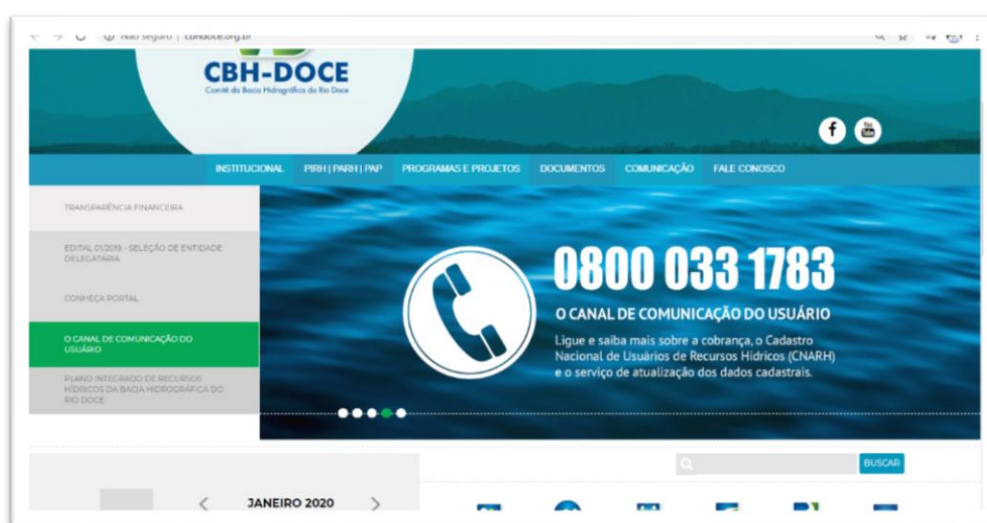 Não seguro | cbhdoce.org.br
CBH-DOCE
Comitê da Bacia Hidrográfica do Rio Doce
f
You
Tube
INSTITUCIONAL PIRH | PARH | PAP PROGRAMAS E PROJETOS DOCUMENTOS COMUNICAÇÃO FALE CONOSCO
TRANSPARÊNCIA FINANCEIRA
EDITAL 01/2019 - SELEÇÃO DE ENTIDADE
DELEGATÁRIA
CONHEÇA PORTAL
O CANAL DE COMUNICAÇÃO DO
USUÁRIO
PLANO INTEGRADO DE RECURSOS
HÍDRICOS DA BACIA HIDROGRÁFICA DO
RIO DOCE
0800 033 1783
O CANAL DE COMUNICAÇÃO DO USUÁRIO
Ligue e saiba mais sobre a cobrança, o Cadastro
Nacional de Usuários de Recursos Hídricos (CNARH)
e o serviço de atualização dos dados cadastrais.
BUSCAR
JANEIRO 2020